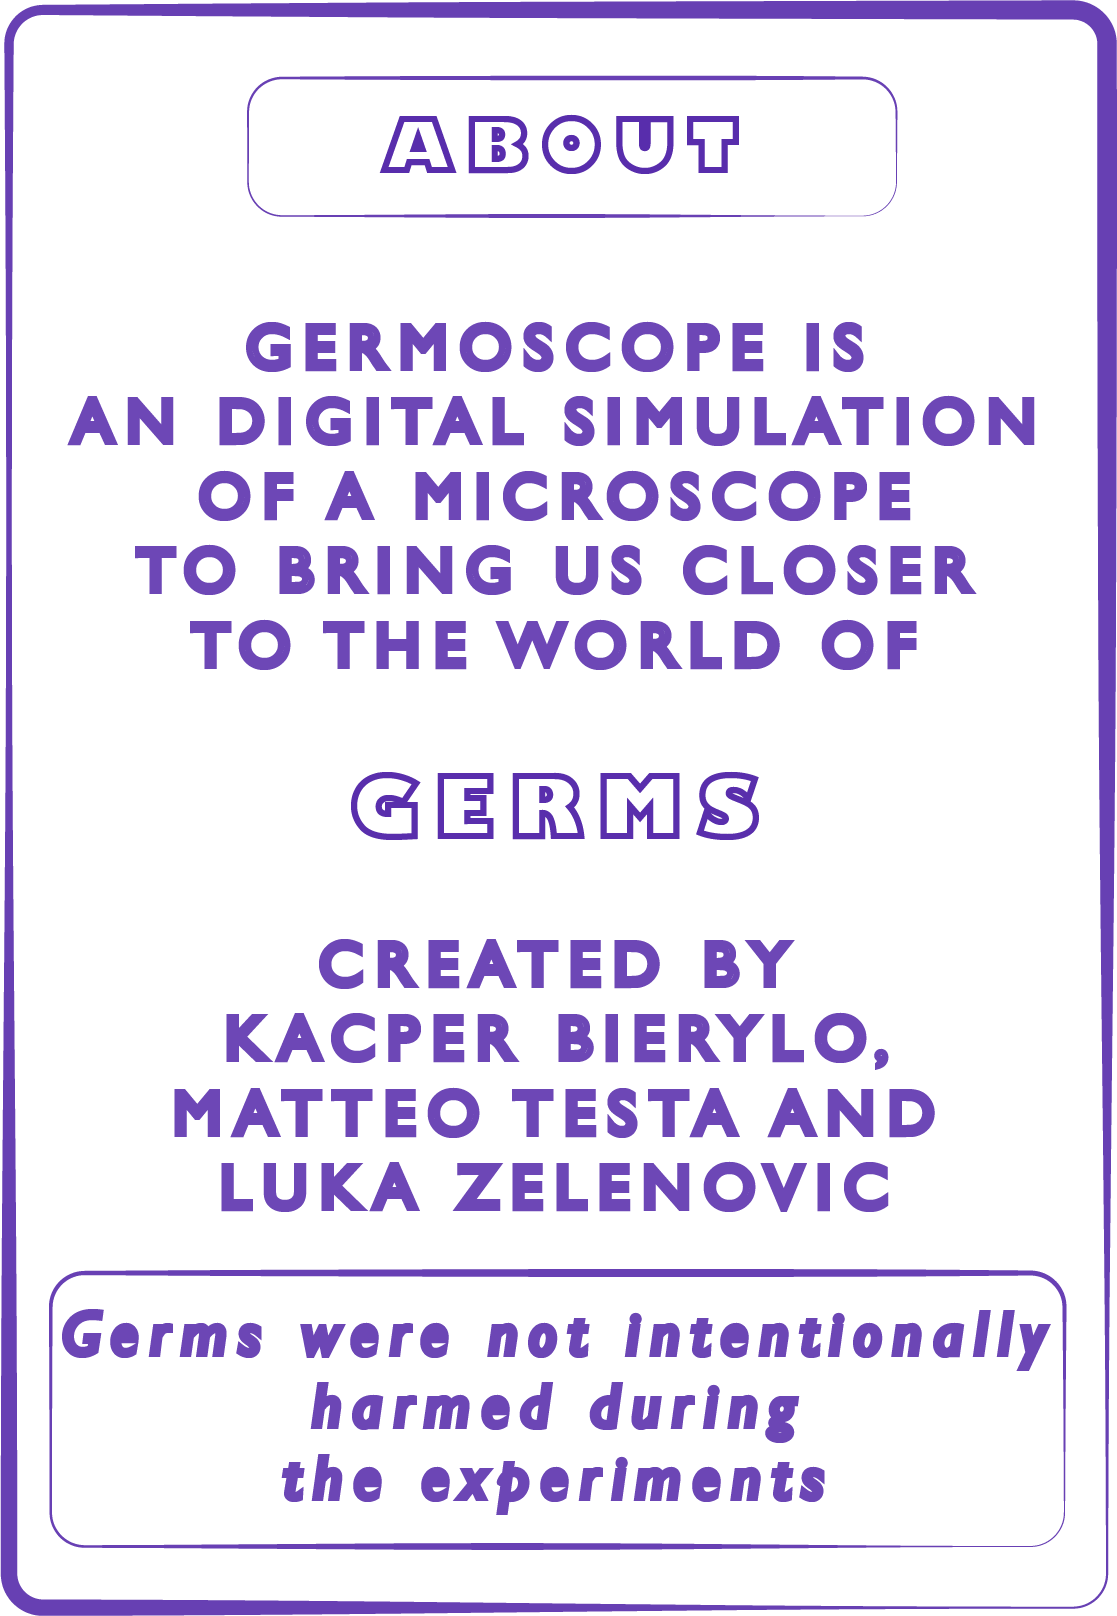 ABOUT
GERMOSCOPE IS
AN DIGITAL SIMULATION
OF A MICROSCOPE
TO BRING US CLOSER
TO THE WORLD OF
GERMS
CREATED BY
KACPER BIERYLO,
MATTEO TESTA AND
LUKA ZELENOVIC
Germs were not intentionally
harmed during
the experiments